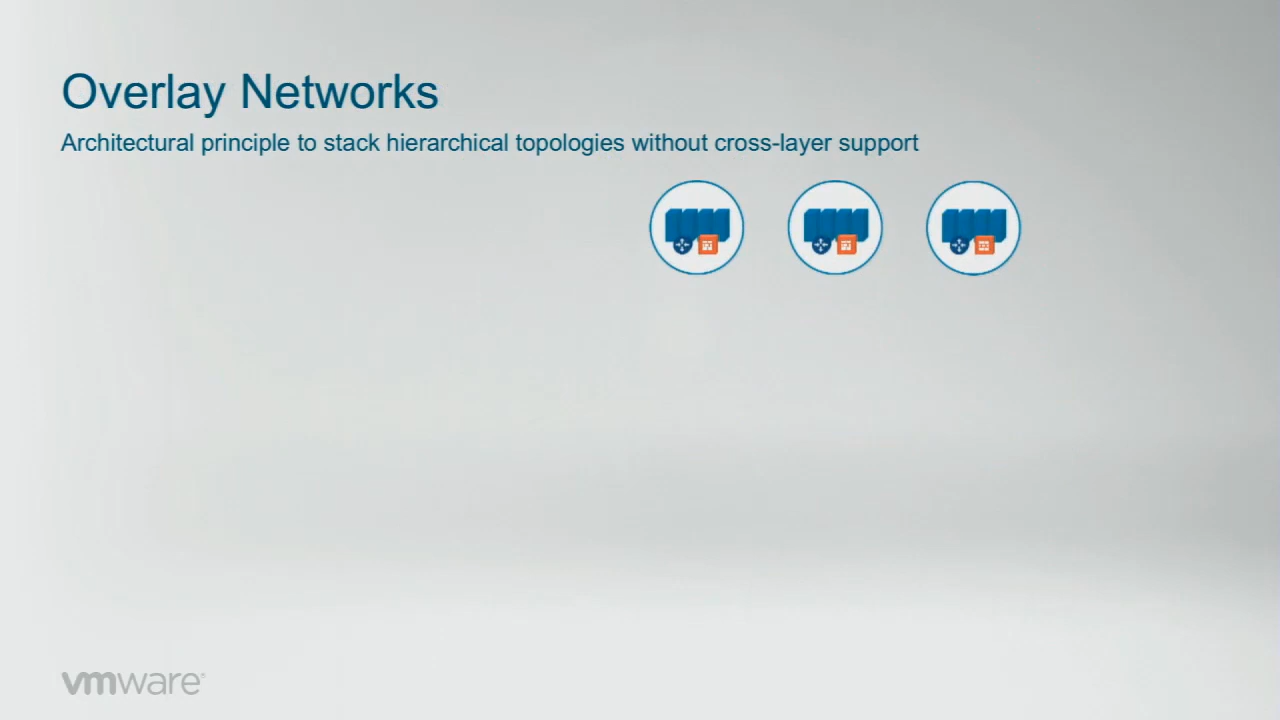 Overlay Networks
Architectural principle to stack hierarchical topologies without cross-layer support
vmware